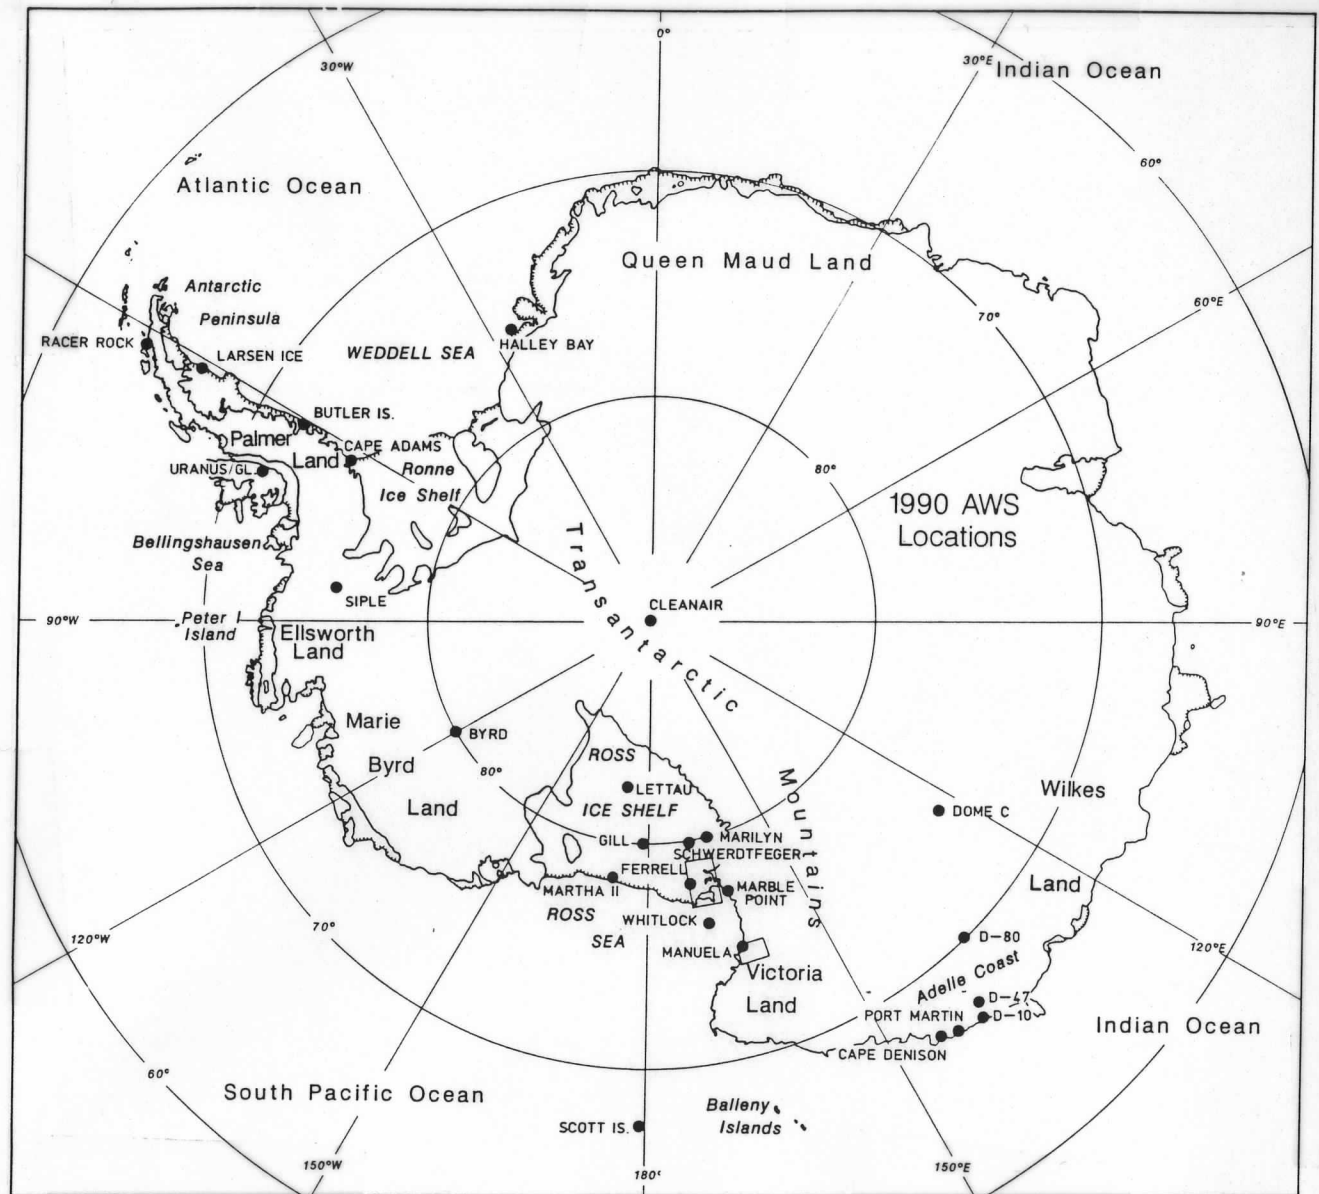 0°
30°W
30°E
Indian Ocean
60°
Atlantic Ocean
Queen Maud Land
Antarctic
Peninsula
60°E
70°
RACER ROCK
LARSEN ICE
WEDDELL SEA
HALLEY BAY
BUTLER IS.
Palmer
Land
CAPE ADAMS
URANUS/GL.
Ronne
Ice Shelf
80°
1990 AWS
Locations
Bellingshausen
Sea
Transantarctic
SIPLE
CLEANAIR
90°W
Peter I
Island
Ellsworth
Land
90°E
Marie
Byrd
Land
BYRD
80°
ROSS
LETTAU
ICE SHELF
Mountains
Wilkes
Land
DOME C
GILL
MARILYN
SCHWERDTFEGER
FERRELL
MARTHA II
MARBLE
POINT
ROSS
SEA
WHITLOCK
MANUELA
Victoria
Land
70°
120°W
D-80
120°E
Adelie Coast
D-47
PORT MARTIN
D-10
CAPE DENISON
Indian Ocean
60°
South Pacific Ocean
SCOTT IS.
Balleny
Islands
150°W
180°
150°E